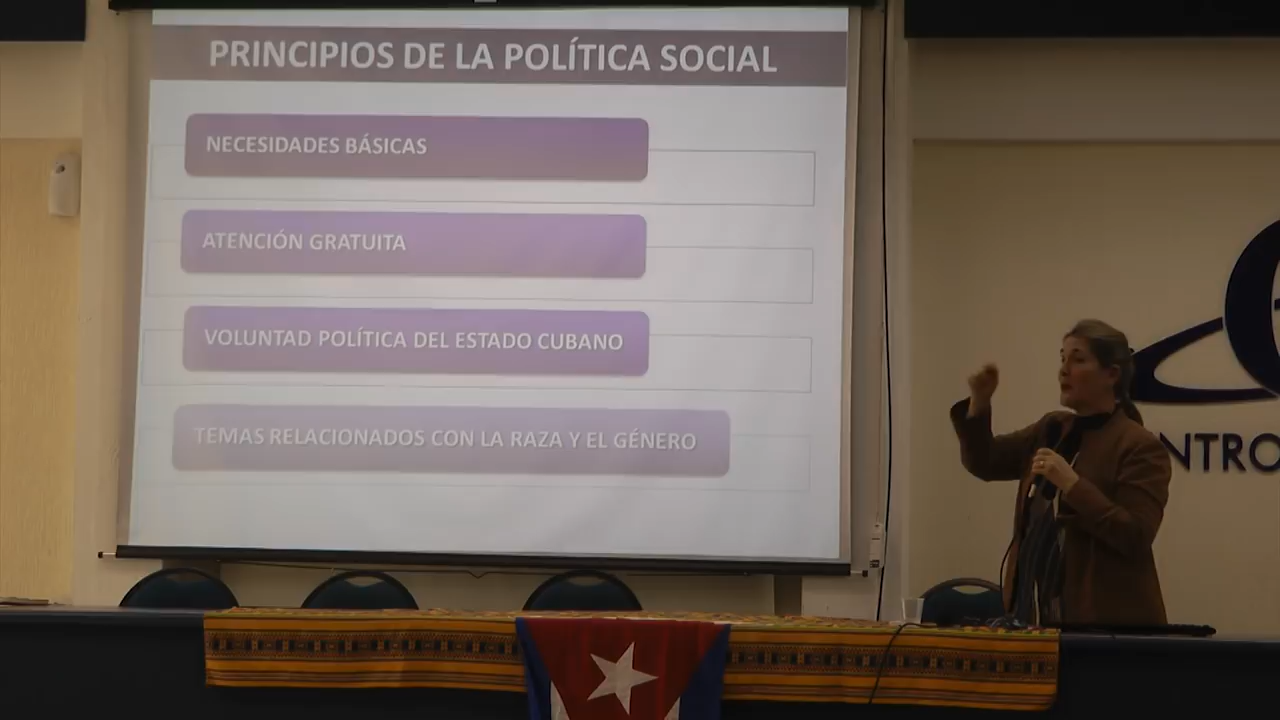 PRINCIPIOS DE LA POLÍTICA SOCIAL
NECESIDADES BÁSICAS
ATENCIÓN GRATUITA
VOLUNTAD POLÍTICA DEL ESTADO CUBANO
TEMAS RELACIONADOS CON LA RAZA Y EL GÉNERO
NTRO